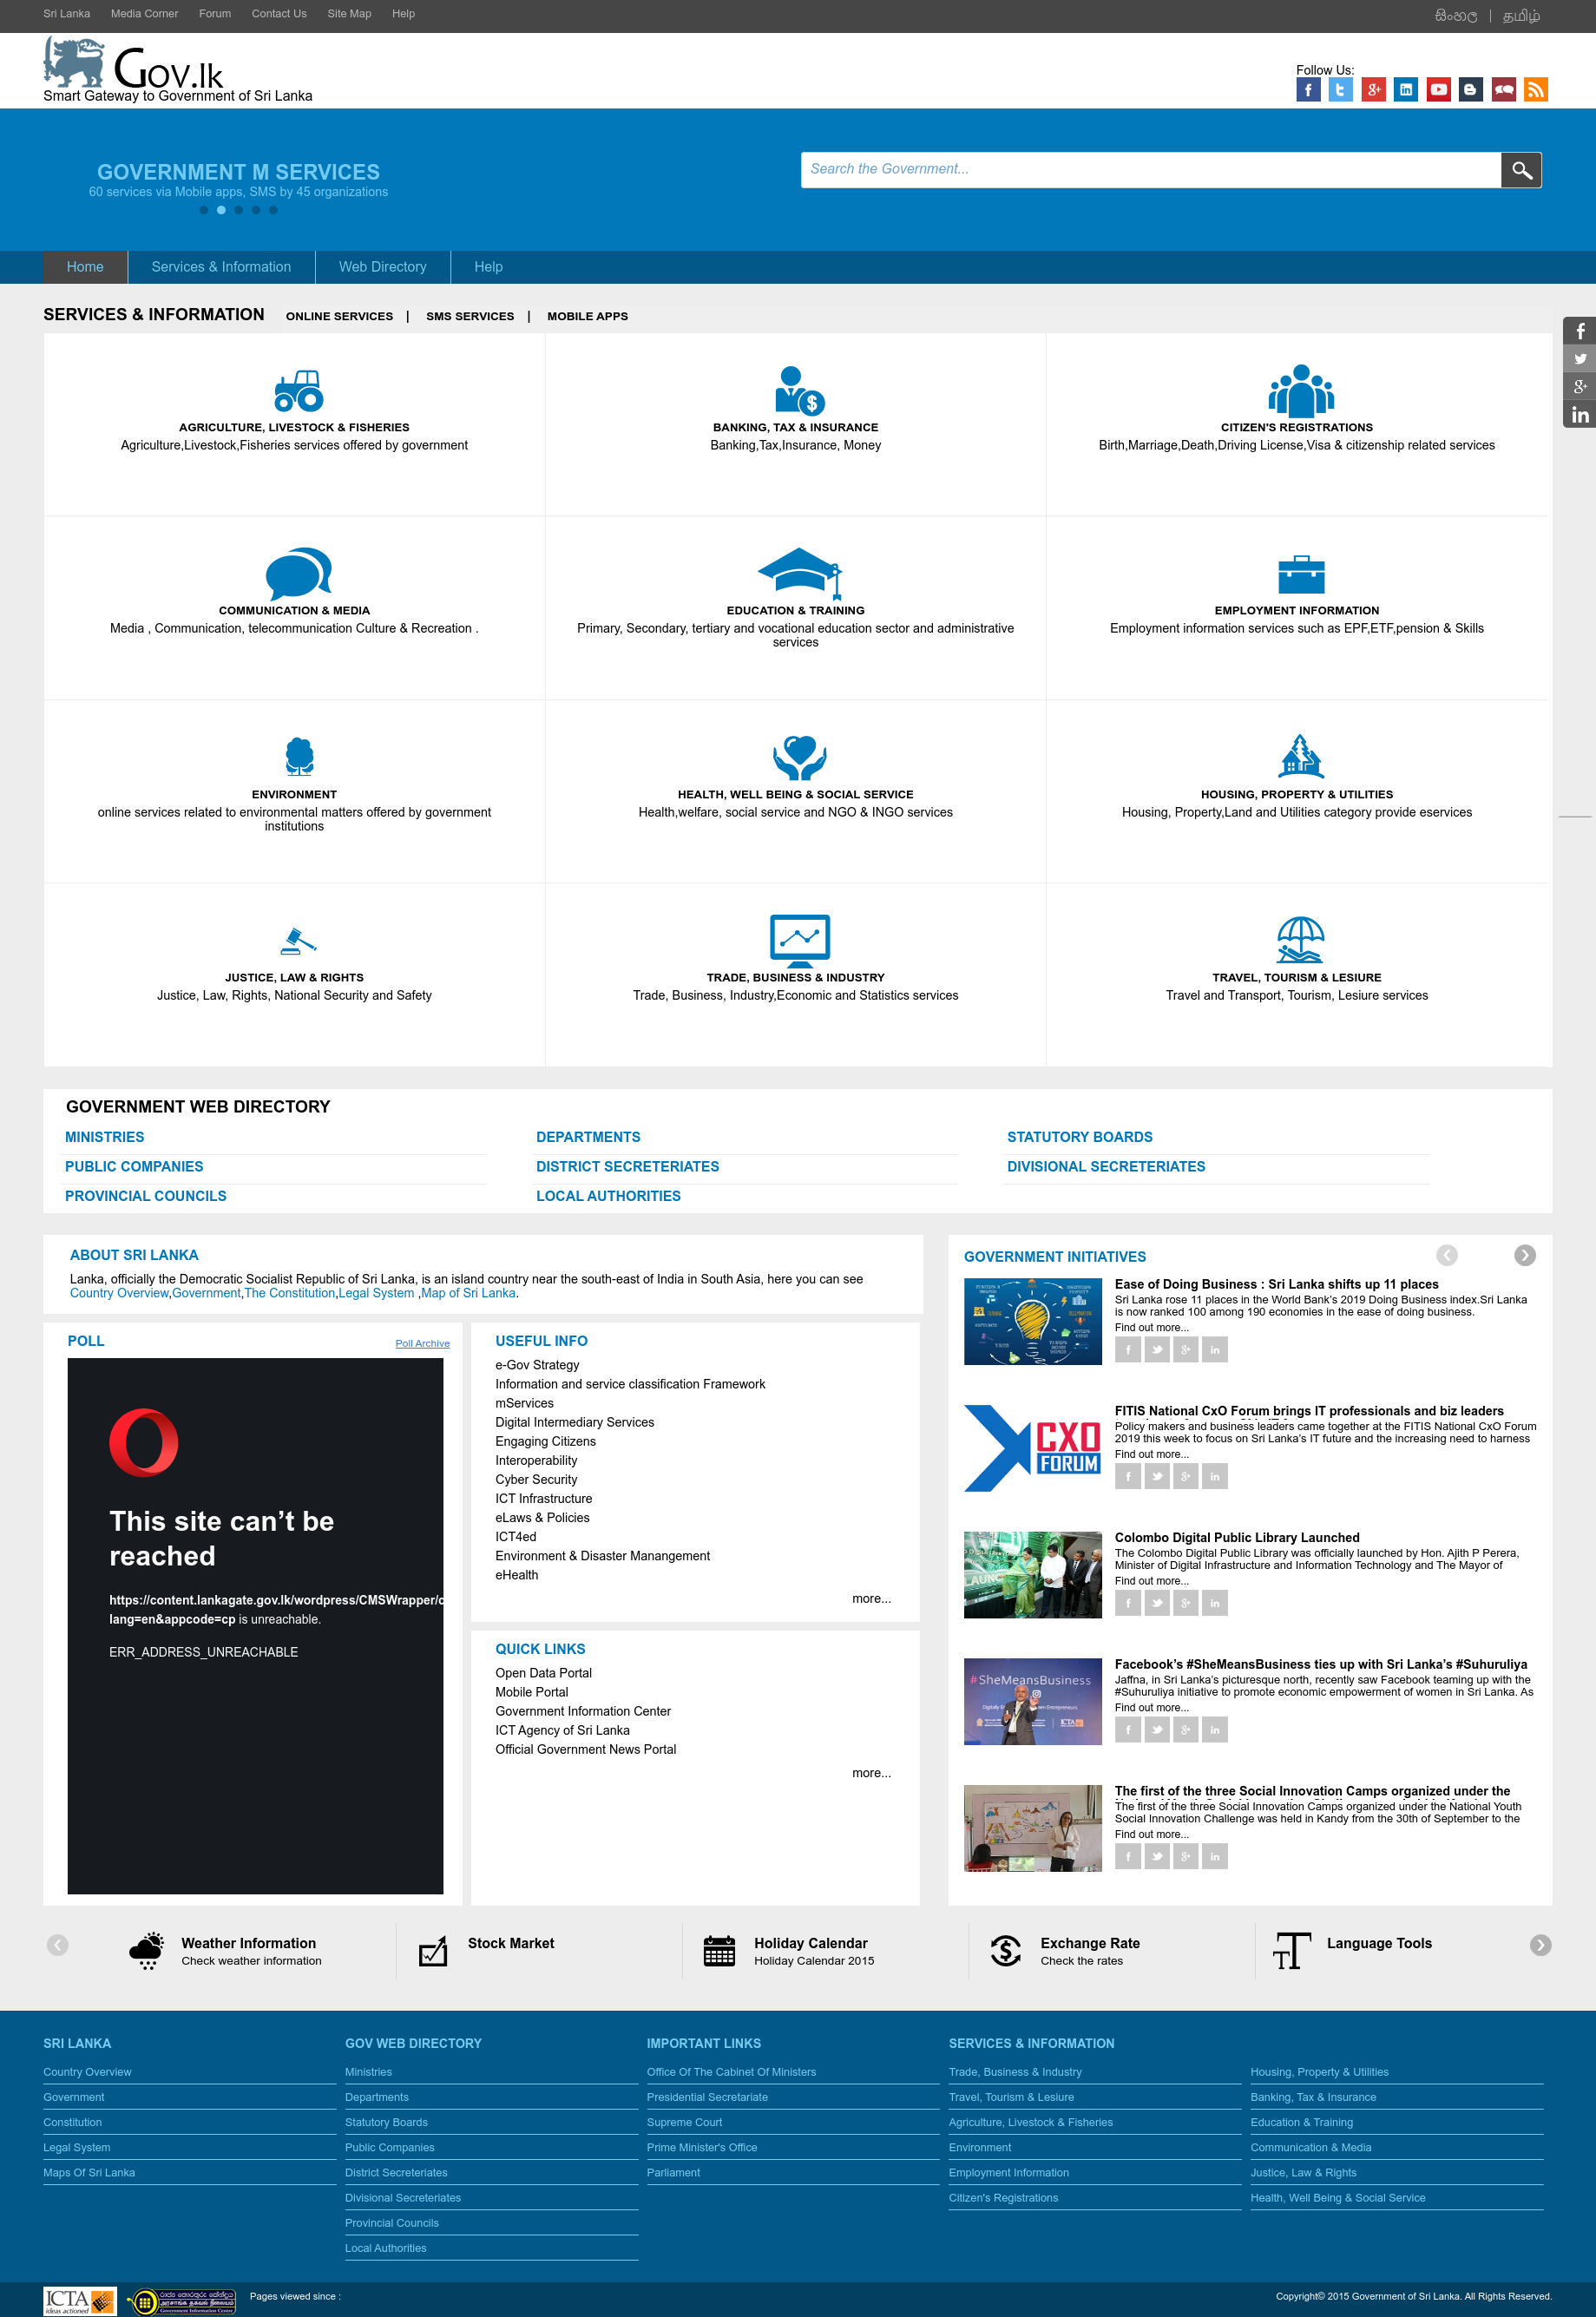 Sri Lanka Media Corner Forum Contact Us Site Map Help
සිංහල | தமிழ்
Gov.lk
Smart Gateway to Government of Sri Lanka
Follow Us:
GOVERNMENT M SERVICES
60 services via Mobile apps, SMS by 45 organizations
Search the Government...
Home Services & Information Web Directory Help
SERVICES & INFORMATION ONLINE SERVICES | SMS SERVICES | MOBILE APPS
AGRICULTURE, LIVESTOCK & FISHERIES
Agriculture,Livestock,Fisheries services offered by government
BANKING, TAX & INSURANCE
Banking,Tax,Insurance, Money
CITIZEN'S REGISTRATIONS
Birth,Marriage,Death,Driving License,Visa & citizenship related services
COMMUNICATION & MEDIA
Media , Communication, telecommunication Culture & Recreation .
EDUCATION & TRAINING
Primary, Secondary, tertiary and vocational education sector and administrative
services
EMPLOYMENT INFORMATION
Employment information services such as EPF,ETF,pension & Skills
ENVIRONMENT
online services related to environmental matters offered by government
institutions
HEALTH, WELL BEING & SOCIAL SERVICE
Health,welfare, social service and NGO & INGO services
HOUSING, PROPERTY & UTILITIES
Housing, Property,Land and Utilities category provide eservices
JUSTICE, LAW & RIGHTS
Justice, Law, Rights, National Security and Safety
TRADE, BUSINESS & INDUSTRY
Trade, Business, Industry,Economic and Statistics services
TRAVEL, TOURISM & LESIURE
Travel and Transport, Tourism, Lesiure services
GOVERNMENT WEB DIRECTORY
MINISTRIES DEPARTMENTS STATUTORY BOARDS
PUBLIC COMPANIES DISTRICT SECRETERIATES DIVISIONAL SECRETERIATES
PROVINCIAL COUNCILS LOCAL AUTHORITIES
ABOUT SRI LANKA
Lanka, officially the Democratic Socialist Republic of Sri Lanka, is an island country near the south-east of India in South Asia, here you can see
Country Overview,Government,The Constitution,Legal System ,Map of Sri Lanka.
POLL
Poll Archive
This site can’t be
reached
https://content.lankagate.gov.lk/wordpress/CMSWrapper/c
lang=en&appcode=cp is unreachable.
ERR_ADDRESS_UNREACHABLE
USEFUL INFO
e-Gov Strategy
Information and service classification Framework
mServices
Digital Intermediary Services
Engaging Citizens
Interoperability
Cyber Security
ICT Infrastructure
eLaws & Policies
ICT4ed
Environment & Disaster Manangement
eHealth
more...
QUICK LINKS
Open Data Portal
Mobile Portal
Government Information Center
ICT Agency of Sri Lanka
Official Government News Portal
more...
GOVERNMENT INITIATIVES
Ease of Doing Business : Sri Lanka shifts up 11 places
Sri Lanka rose 11 places in the World Bank's 2019 Doing Business index.Sri Lanka
is now ranked 100 among 190 economies in the ease of doing business.
Find out more...
CXO
FORUM
FITIS National CxO Forum brings IT professionals and biz leaders
Policy makers and business leaders came together at the FITIS National CxO Forum
2019 this week to focus on Sri Lanka's IT future and the increasing need to harness
Find out more...
Colombo Digital Public Library Launched
The Colombo Digital Public Library was officially launched by Hon. Ajith P Perera,
Minister of Digital Infrastructure and Information Technology and The Mayor of
Find out more...
#SheMeansBusiness
Facebook’s #SheMeansBusiness ties up with Sri Lanka’s #Suhuruliya
Jaffna, in Sri Lanka's picturesque north, recently saw Facebook teaming up with the
#Suhuruliya initiative to promote economic empowerment of women in Sri Lanka. As
Find out more...
The first of the three Social Innovation Camps organized under the
The first of the three Social Innovation Camps organized under the National Youth
Social Innovation Challenge was held in Kandy from the 30th of September to the
Find out more...
Weather Information
Check weather information
Stock Market
Holiday Calendar
Holiday Calendar 2015
Exchange Rate
Check the rates
Language Tools
SRI LANKA
Country Overview
Government
Constitution
Legal System
Maps Of Sri Lanka
GOV WEB DIRECTORY
Ministries
Departments
Statutory Boards
Public Companies
District Secreteriates
Divisional Secreteriates
Provincial Councils
Local Authorities
IMPORTANT LINKS
Office Of The Cabinet Of Ministers
Presidential Secretariate
Supreme Court
Prime Minister's Office
Parliament
SERVICES & INFORMATION
Trade, Business & Industry
Travel, Tourism & Lesiure
Agriculture, Livestock & Fisheries
Environment
Employment Information
Citizen's Registrations
Housing, Property & Utilities
Banking, Tax & Insurance
Education & Training
Communication & Media
Justice, Law & Rights
Health, Well Being & Social Service
ICTA
ideas actioned
Government Information Center
Pages viewed since :
Copyright© 2015 Government of Sri Lanka. All Rights Reserved.